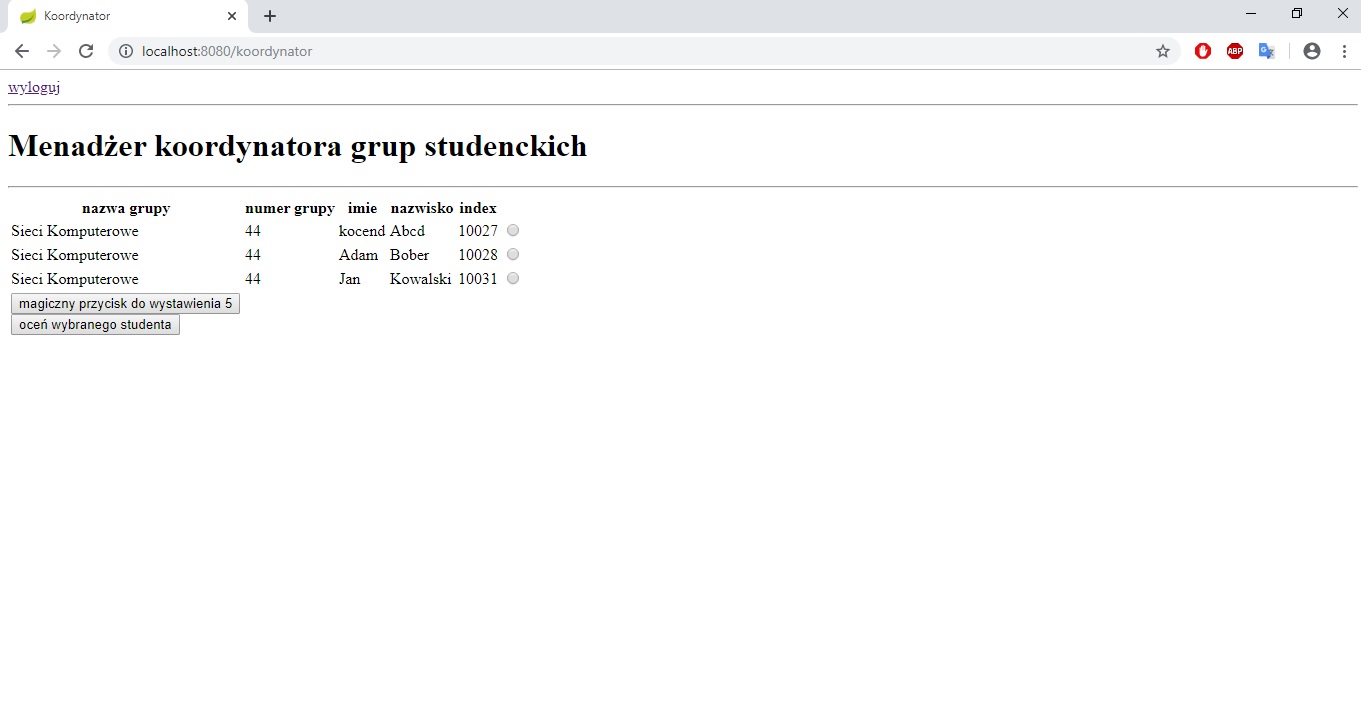 Koordynator
localhost:8080/koordynator
ABP
wyloguj
Menadżer koordynatora grup studenckich
nazwa grupy numer grupy imie nazwisko index
Sieci Komputerowe 44 kocend Abcd 10027
Sieci Komputerowe 44 Adam Bober 10028
Sieci Komputerowe 44 Jan Kowalski 10031
magiczny przycisk do wystawienia 5
oceń wybranego studenta